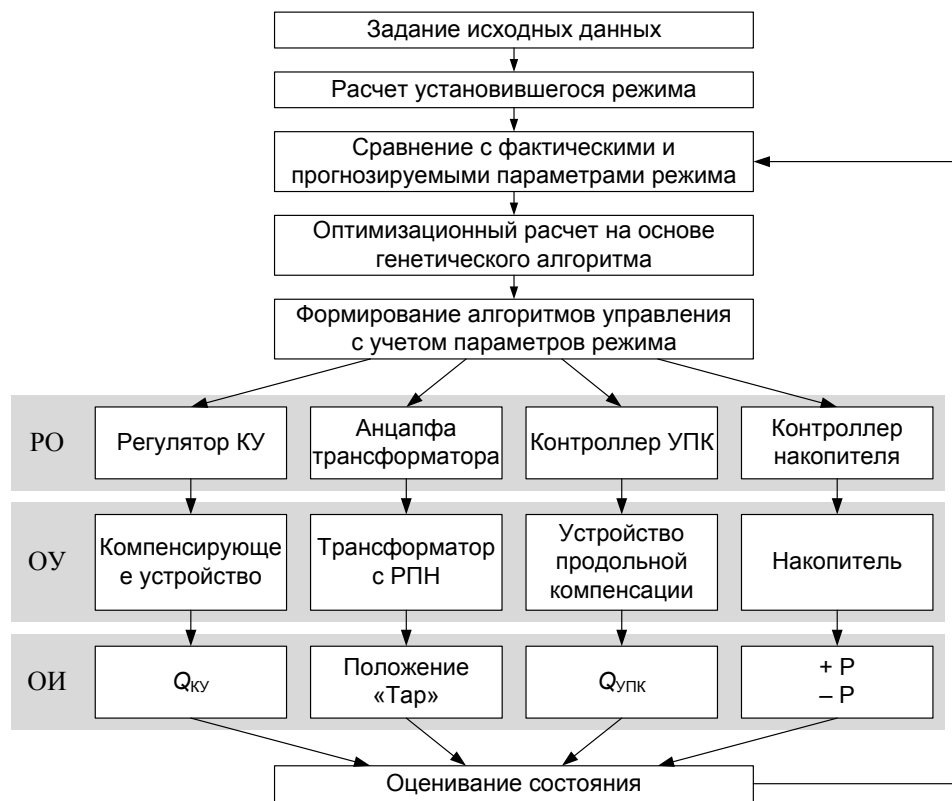 Задание исходных данных
Расчет установившегося режима
Сравнение с фактическими и
прогнозируемыми параметрами режима
Оптимизационный расчет на основе
генетического алгоритма
Формирование алгоритмов управления
с учетом параметров режима
РО
Регулятор КУ
Анцапфа
трансформатора
Контроллер УПК
Контроллер
накопителя
ОУ
Компенсирующе
е устройство
Трансформатор
с РПН
Устройство
продольной
компенсации
Накопитель
ОИ
QКУ
Положение
«Тар»
QУПК
+ Р
– Р
Оценивание состояния